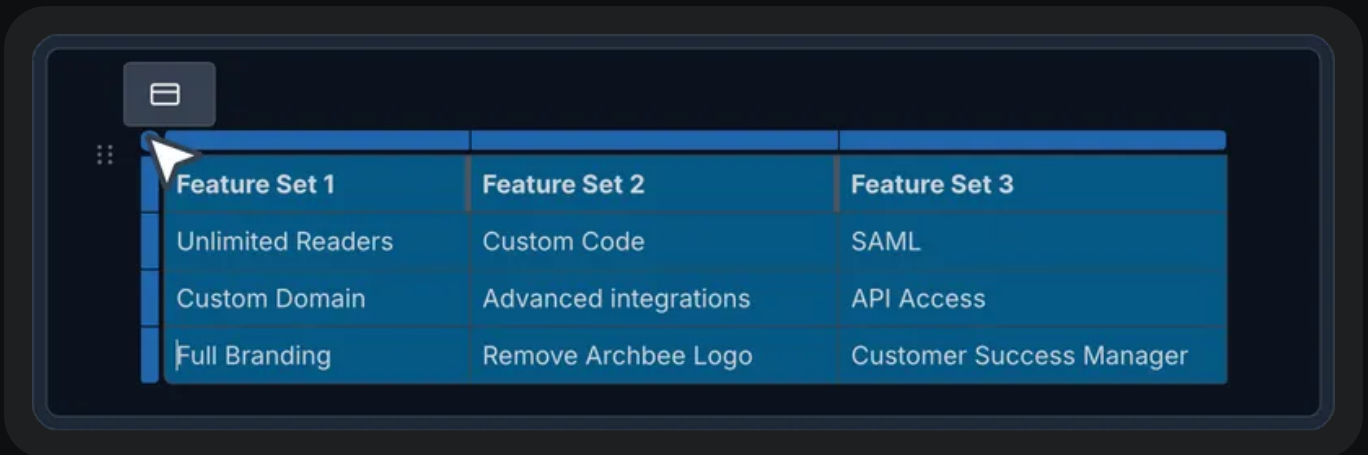 Feature Set 1 Feature Set 2 Feature Set 3
Unlimited Readers Custom Code SAML
Custom Domain Advanced integrations API Access
Full Branding Remove Archbee Logo Customer Success Manager